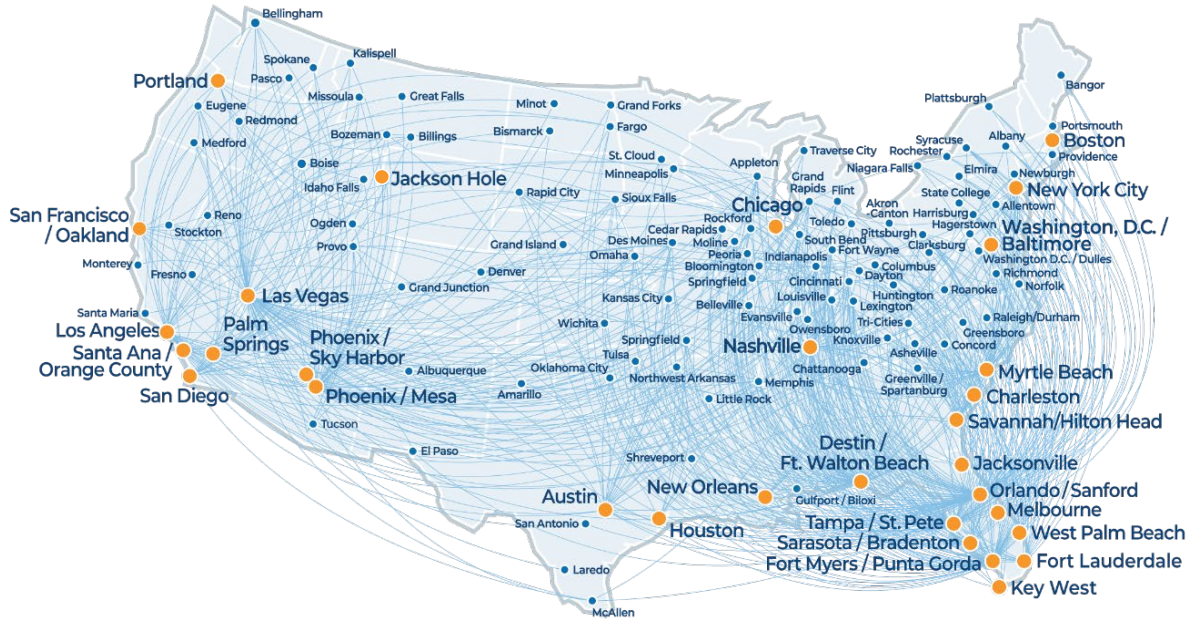 Bellingham
Kalispell
Spokane
Pasco
Portland
Missoula
Great Falls
Minot
Grand Forks
Bangor
Plattsburgh
Eugene
Redmond
Medford
Bozeman
Billings
Bismarck
Fargo
Portsmouth
Boston
Providence
Syracuse
Albany
Rochester
Niagara Falls
Elmira
Newburgh
New York City
Boise
Idaho Falls
Jackson Hole
Rapid City
St. Cloud
Minneapolis
Sioux Falls
Appleton
Traverse City
Grand
Rapids
Flint
State College
Allentown
San Francisco
/ Oakland
Reno
Stockton
Ogden
Provo
Grand Island
Des Moines
Omaha
Chicago
Rockford
Cedar Rapids
Moline
Peoria
Bloomington
Springfield
Akron
-Canton
Toledo
South Bend
Fort Wayne
Indianapolis
Harrisburg
Hagerstown
Pittsburgh
Clarksburg
Washington, D.C. /
Baltimore
Washington D.C. / Dulles
Richmond
Norfolk
Monterey
Fresno
Denver
Grand Junction
Las Vegas
Columbus
Dayton
Cincinnati
Huntington
Lexington
Louisville
Roanoke
Santa Maria
Los Angeles
Palm
Springs
Santa Ana /
Orange County
San Diego
Phoenix /
Sky Harbor
Phoenix / Mesa
Kansas City
Wichita
Springfield
Tulsa
Oklahoma City
Northwest Arkansas
Belleville
Evansville
Owensboro
Nashville
Tri-Cities
Knoxville
Asheville
Chattanooga
Greenville /
Spartanburg
Raleigh/Durham
Greensboro
Concord
Myrtle Beach
Charleston
Savannah/Hilton Head
Albuquerque
Amarillo
Memphis
Little Rock
Tucson
El Paso
Shreveport
Destin /
Ft. Walton Beach
Jacksonville
New Orleans
Gulfport / Biloxi
Austin
San Antonio
Houston
Laredo
McAllen
Orlando / Sanford
Melbourne
Tampa / St. Pete
West Palm Beach
Sarasota / Bradenton
Fort Myers / Punta Gorda
Fort Lauderdale
Key West